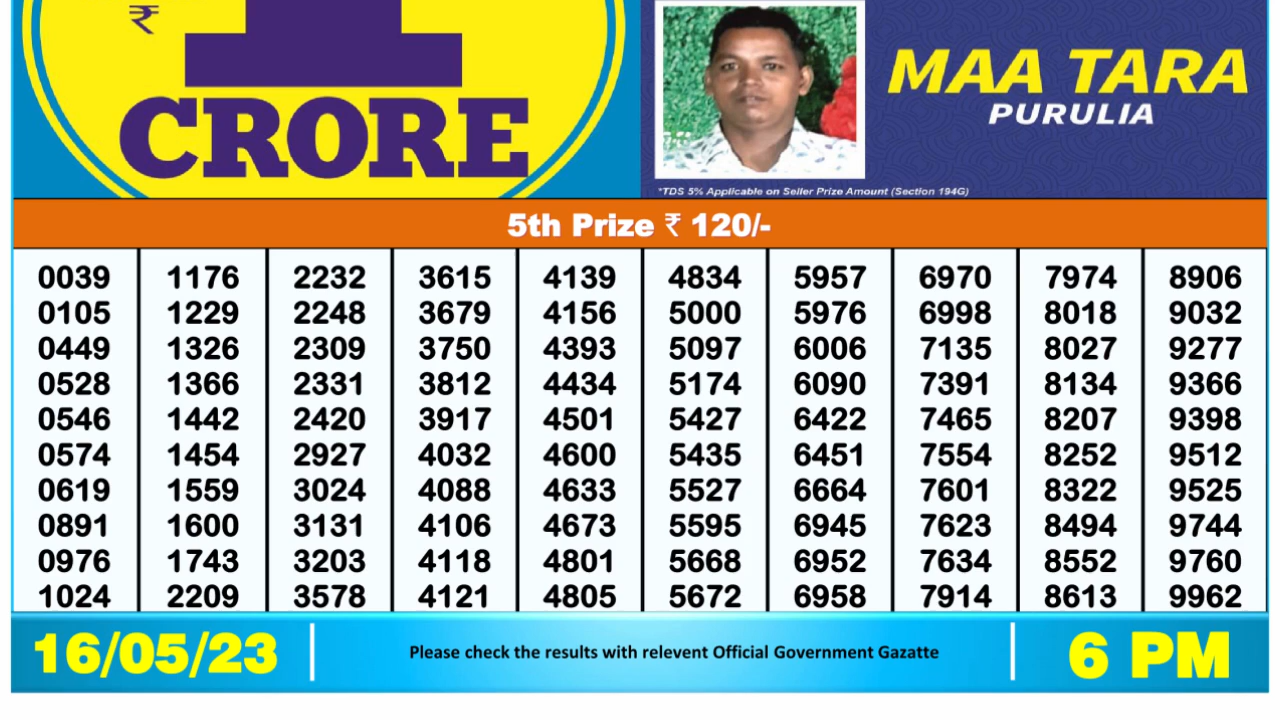 ₹
CRORE
MAA TARA
PURULIA
*TDS 5% Applicable on Seller Prize Amount (Section 194G)
5th Prize ₹ 120/-
0039 1176 2232 3615 4139 4834 5957 6970 7974 8906
0105 1229 2248 3679 4156 5000 5976 6998 8018 9032
0449 1326 2309 3750 4393 5097 6006 7135 8027 9277
0528 1366 2331 3812 4434 5174 6090 7391 8134 9366
0546 1442 2420 3917 4501 5427 6422 7465 8207 9398
0574 1454 2927 4032 4600 5435 6451 7554 8252 9512
0619 1559 3024 4088 4633 5527 6664 7601 8322 9525
0891 1600 3131 4106 4673 5595 6945 7623 8494 9744
0976 1743 3203 4118 4801 5668 6952 7634 8552 9760
1024 2209 3578 4121 4805 5672 6958 7914 8613 9962
16/05/23
Please check the results with relevent Official Government Gazatte
6 PM